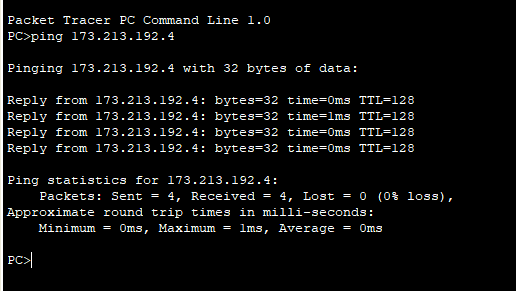 Packet Tracer PC Command Line 1.0
PC>ping 173.213.192.4
Pinging 173.213.192.4 with 32 bytes of data:
Reply from 173.213.192.4: bytes=32 time=0ms TTL=128
Reply from 173.213.192.4: bytes=32 time=1ms TTL=128
Reply from 173.213.192.4: bytes=32 time=0ms TTL=128
Reply from 173.213.192.4: bytes=32 time=0ms TTL=128
Ping statistics for 173.213.192.4:
Packets: Sent = 4, Received = 4, Lost = 0 (0% loss),
Approximate round trip times in milli-seconds:
Minimum = 0ms, Maximum = 1ms, Average = 0ms
PC>